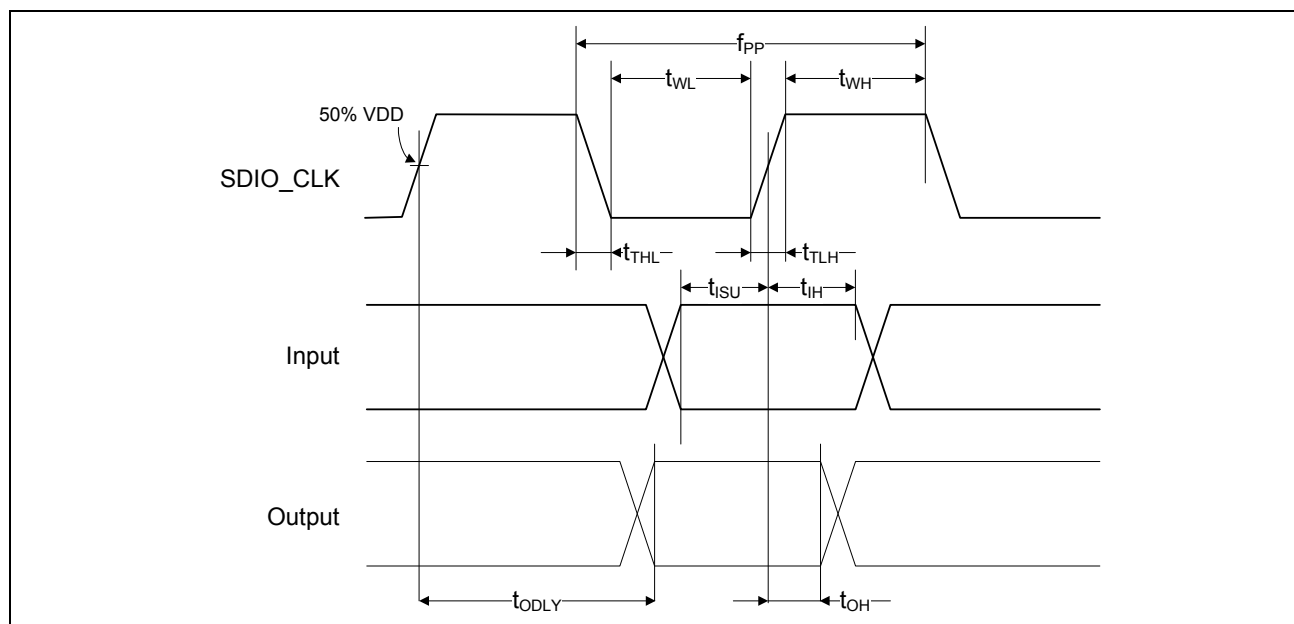 fPP
tWL
tWH
50% VDD
SDIO_CLK
tTHL
tTLH
tISU
tIH
Input
Output
tODLY
tOH